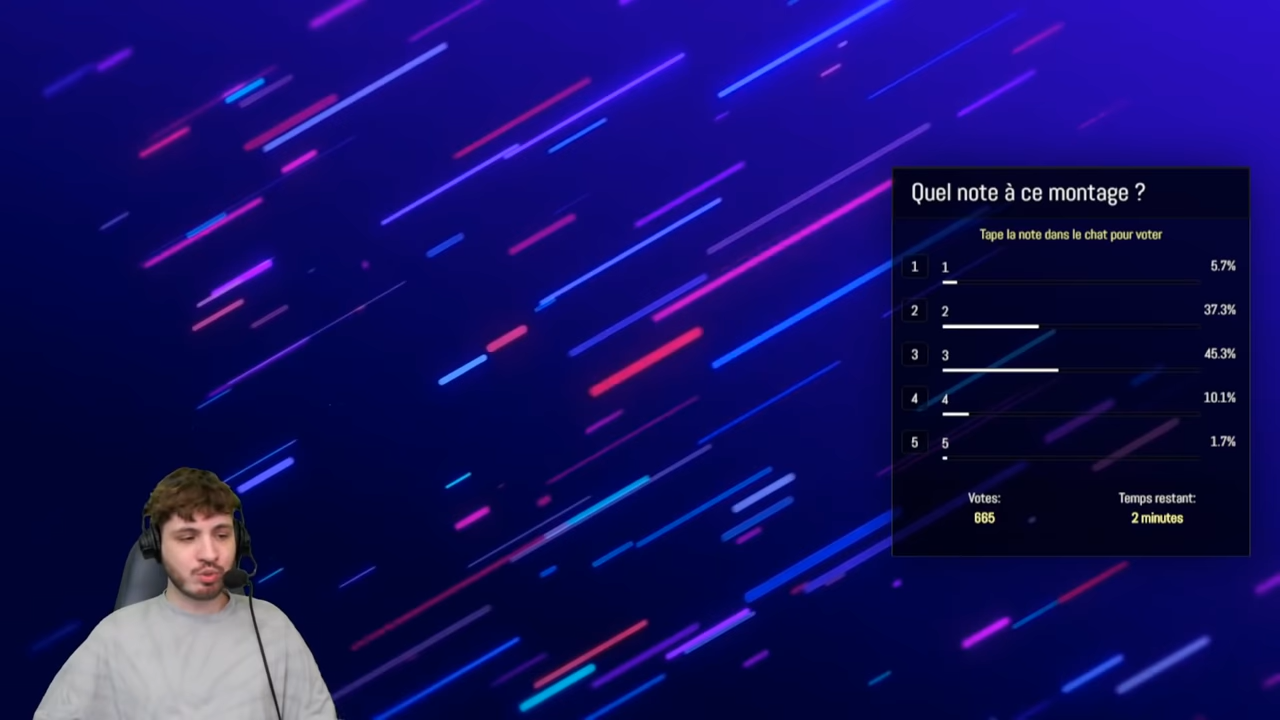 Quel note à ce montage ?
Tape la note dans le chat pour voter
1 1 5.7%
2 2 37.3%
3 3 45.3%
4 4 10.1%
5 5 1.7%
Votes: Temps restant:
665 2 minutes